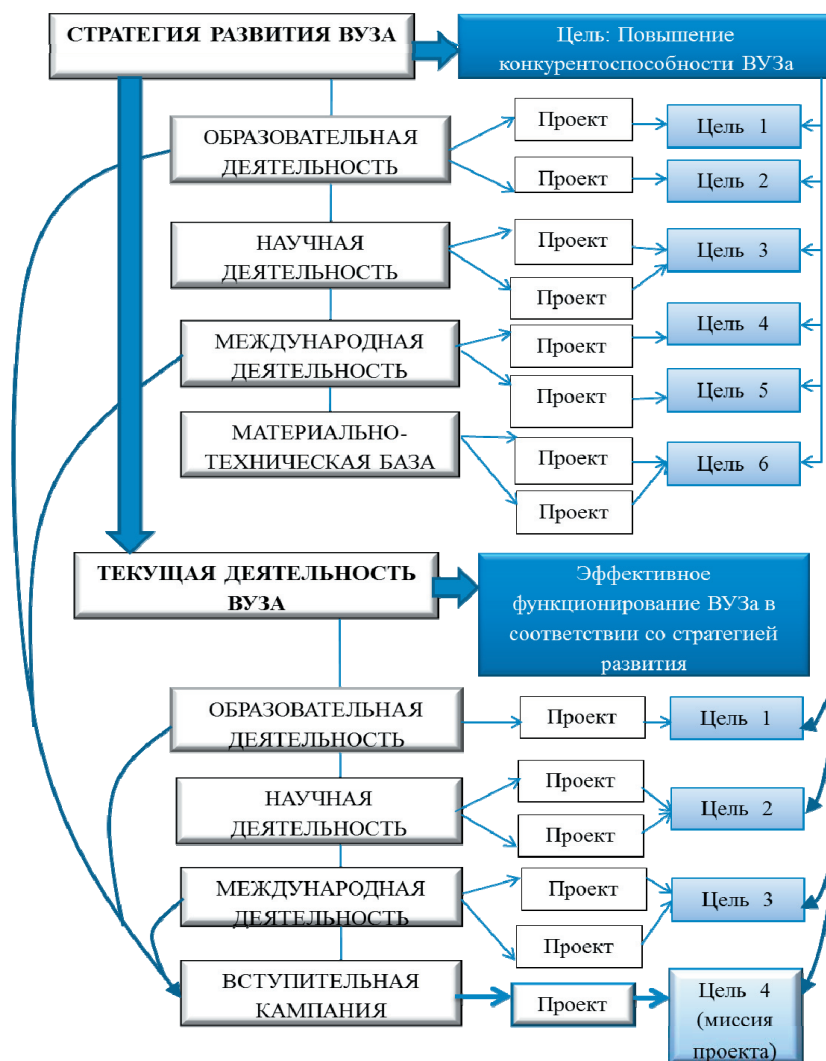 СТРАТЕГИЯ РАЗВИТИЯ ВУЗА
Цель: Повышение
конкурентоспособности ВУЗа
ОБРАЗОВАТЕЛЬНАЯ
ДЕЯТЕЛЬНОСТЬ
Проект
Цель 1
Проект
Цель 2
НАУЧНАЯ
ДЕЯТЕЛЬНОСТЬ
Проект
Цель 3
Проект
МЕЖДУНАРОДНАЯ
ДЕЯТЕЛЬНОСТЬ
Проект
Цель 4
Проект
Цель 5
МАТЕРИАЛЬНО-
ТЕХНИЧЕСКАЯ БАЗА
Проект
Цель 6
Проект
ТЕКУЩАЯ ДЕЯТЕЛЬНОСТЬ
ВУЗА
Эффективное
функционирование ВУЗа в
соответствии со стратегией
развития
ОБРАЗОВАТЕЛЬНАЯ
ДЕЯТЕЛЬНОСТЬ
Проект
Цель 1
НАУЧНАЯ
ДЕЯТЕЛЬНОСТЬ
Проект
Проект
Цель 2
МЕЖДУНАРОДНАЯ
ДЕЯТЕЛЬНОСТЬ
Проект
Проект
Цель 3
ВСТУПИТЕЛЬНАЯ
КАМПАНИЯ
Проект
Цель 4
(миссия
проекта)